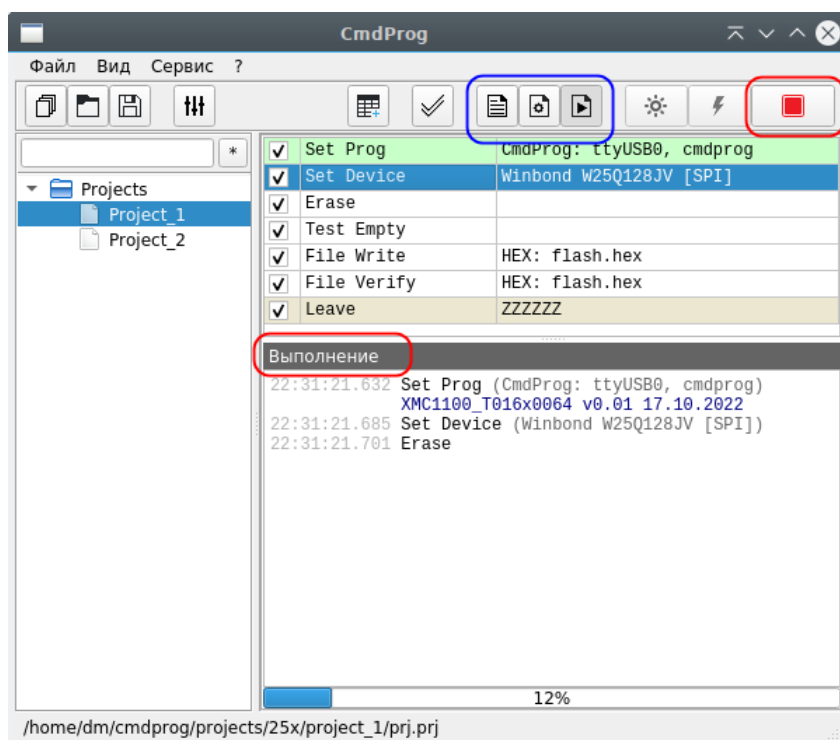 CmdProg
Файл Вид Сервис ?
*
Projects
Project_1
Project_2
Set Prog CmdProg: ttyUSB0, cmdprog
Set Device Winbond W25Q128JV [SPI]
Erase
Test Empty
File Write HEX: flash.hex
File Verify HEX: flash.hex
Leave ZZZZZZ
Выполнение
22:31:21.632 Set Prog (CmdProg: ttyUSB0, cmdprog)
XMC1100_T016x0064 v0.01 17.10.2022
22:31:21.685 Set Device (Winbond W25Q128JV [SPI])
22:31:21.701 Erase
12%
/home/dm/cmdprog/projects/25x/project_1/prj.prj